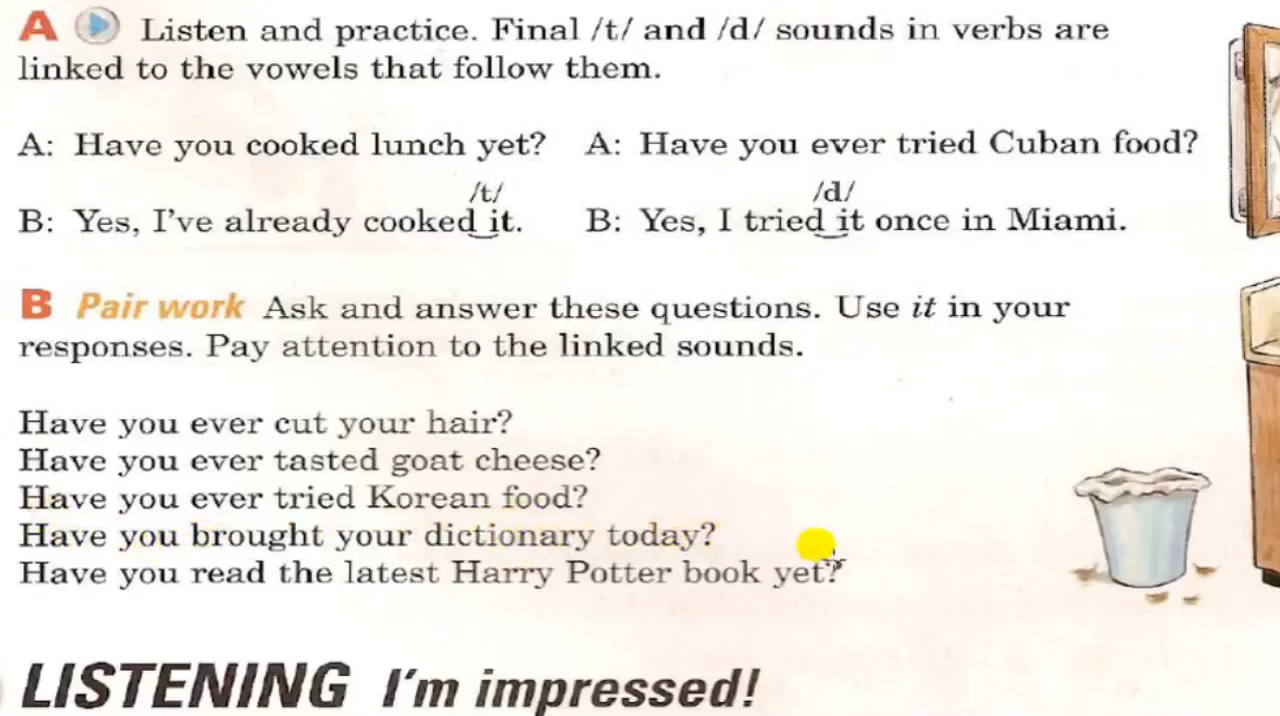 A Listen and practice. Final /t/ and /d/ sounds in verbs are
linked to the vowels that follow them.
A: Have you cooked lunch yet?
/t/
B: Yes, I've already cooked it.
A: Have you ever tried Cuban food?
/d/
B: Yes, I tried it once in Miami.
B Pair work Ask and answer these questions. Use it in your
responses. Pay attention to the linked sounds.
Have you ever cut your hair?
Have you ever tasted goat cheese?
Have you ever tried Korean food?
Have you brought your dictionary today?
Have you read the latest Harry Potter book yet?
LISTENING I'm impressed!